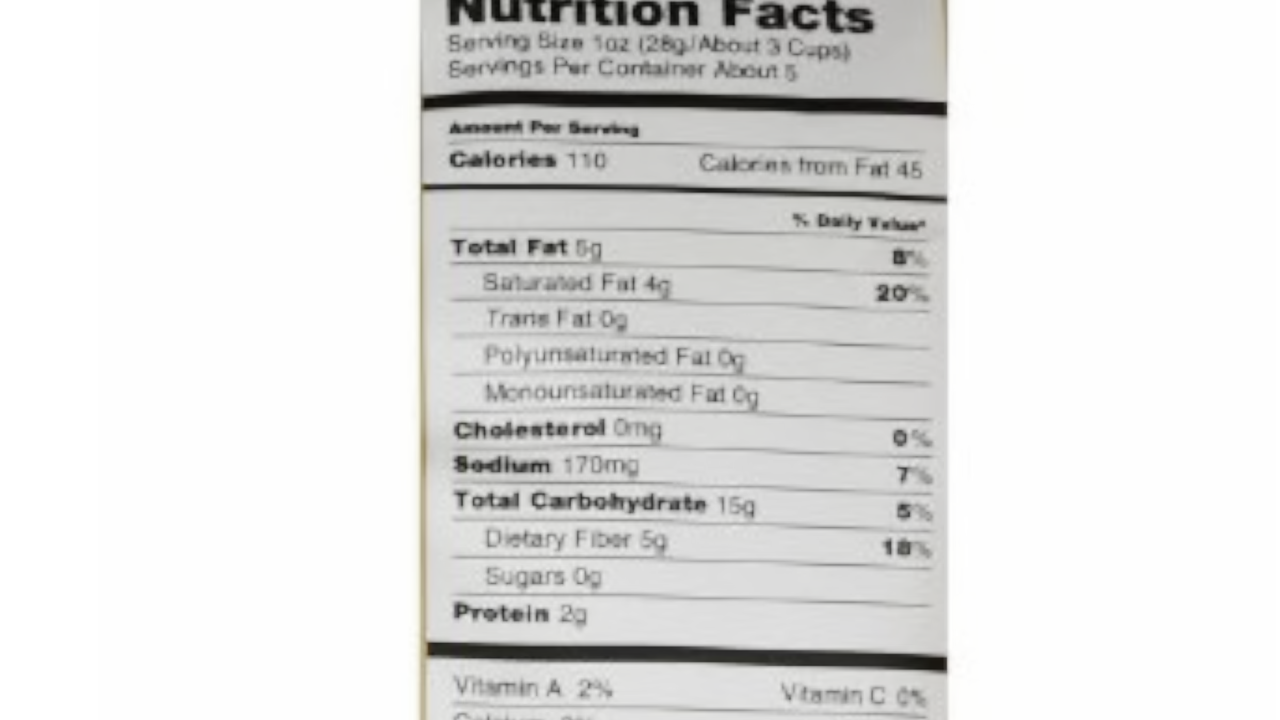 Nutrition Facts
Serving Size 1oz (28g/About 3 Cups)
Servings Per Container About 5
Amount Per Serving
Calories 110 Calories from Fat 45
% Daily Value*
Total Fat 5g 8%
Saturated Fat 4g 20%
Trans Fat 0g
Polyunsaturated Fat 0g
Monounsaturated Fat 0g
Cholesterol 0mg 0%
Sodium 170mg 7%
Total Carbohydrate 15g 5%
Dietary Fiber 5g 18%
Sugars 0g
Protein 2g
Vitamin A 2% Vitamin C 0%